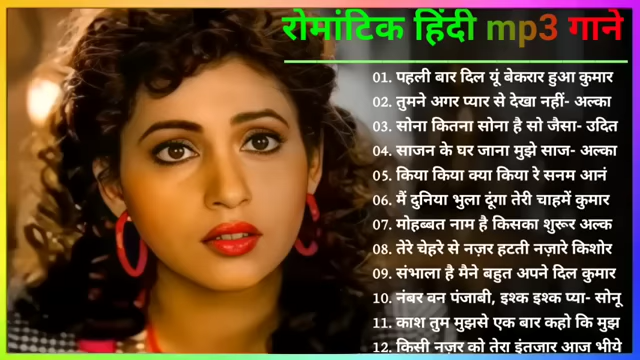 रोमांटिक हिंदी mp3 गाने
01. पहली बार दिल यूं बेकरार हुआ कुमार
02. तुमने अगर प्यार से देखा नहीं- अल्का
03. सोना कितना सोना है सो जैसा- उदित
04. साजन के घर जाना मुझे साज- अल्का
05. किया किया क्या किया रे सनम आनं
06. मैं दुनिया भुला दूंगा तेरी चाहमें कुमार
07. मोहब्बत नाम है किसका शुरूर अल्क
08. तेरे चेहरे से नज़र हटती नज़ारे किशोर
09. संभाला है मैने बहुत अपने दिल कुमार
10. नंबर वन पंजाबी, इश्क इश्क प्या- सोनू
11. काश तुम मुझसे एक बार कहो कि मुझ
12. किसी नज़र को तेरा इंतजार आज भीये